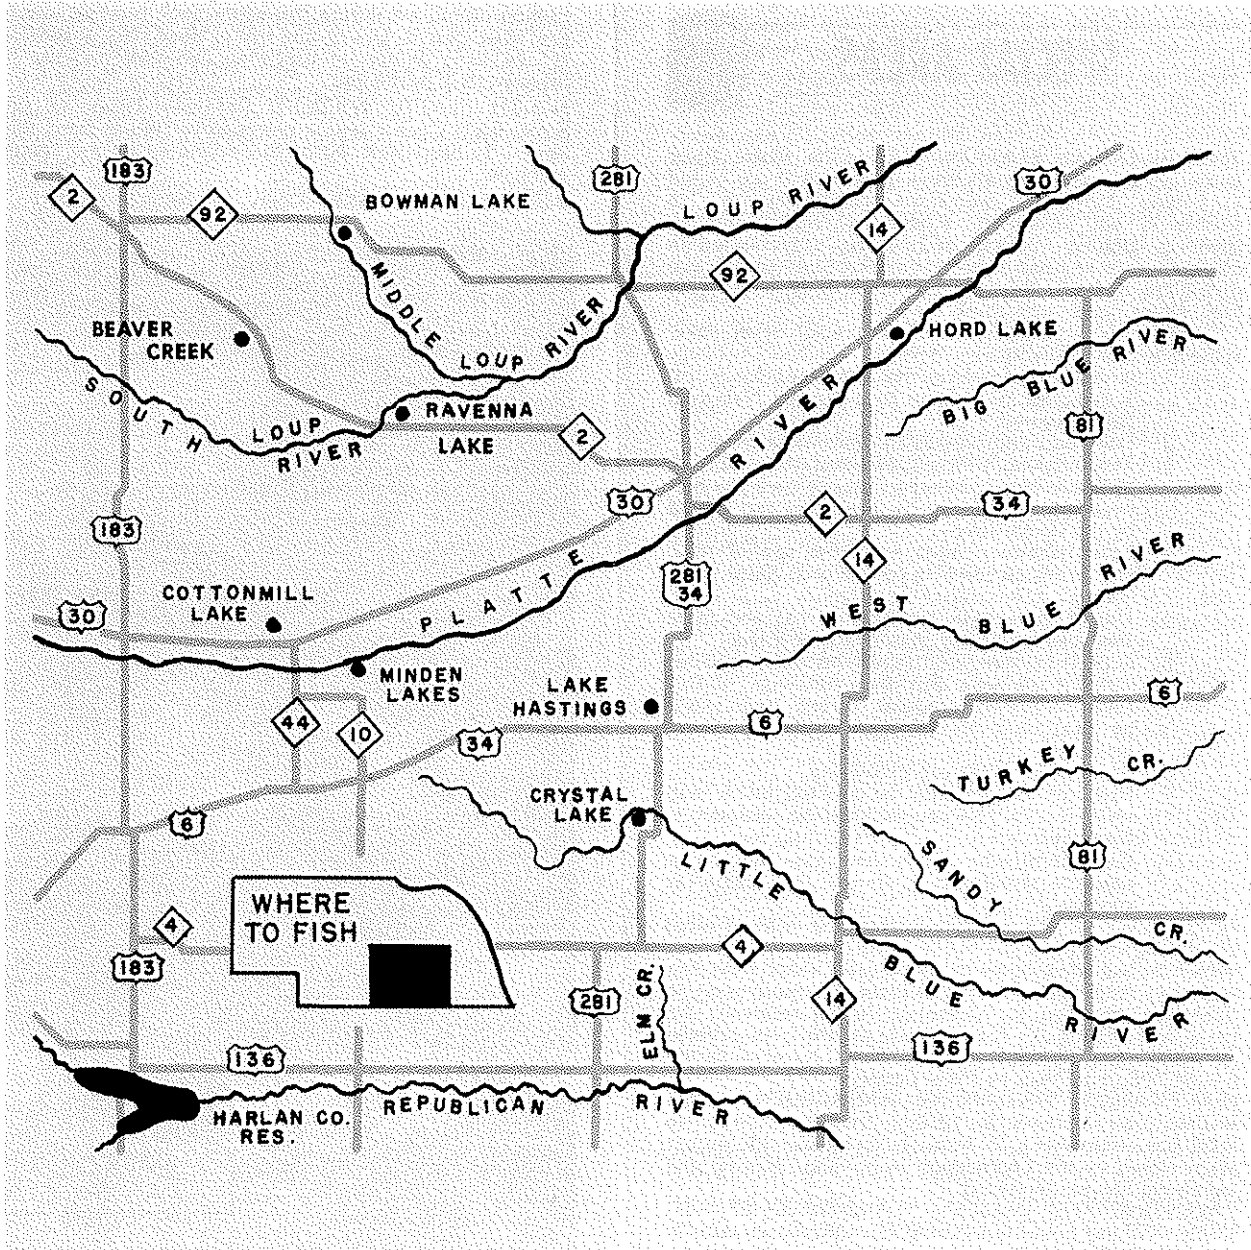 183
281
30
2
92
BOWMAN LAKE
LOUP RIVER
14
92
MIDDLE LOUP RIVER
BEAVER
CREEK
HORD LAKE
BIG BLUE RIVER
SOUTH LOUP
RIVER
RAVENNA
LAKE
2
81
30
2
34
183
PLATTE RIVER
14
281
34
COTTONMILL
LAKE
30
WEST BLUE RIVER
MINDEN
LAKES
LAKE
HASTINGS
6
44
10
34
6
TURKEY CR.
CRYSTAL
LAKE
6
LITTLE BLUE RIVER
SANDY CR.
81
WHERE
TO FISH
4
4
183
281
ELM CR.
14
136
136
HARLAN CO.
RES.
REPUBLICAN RIVER